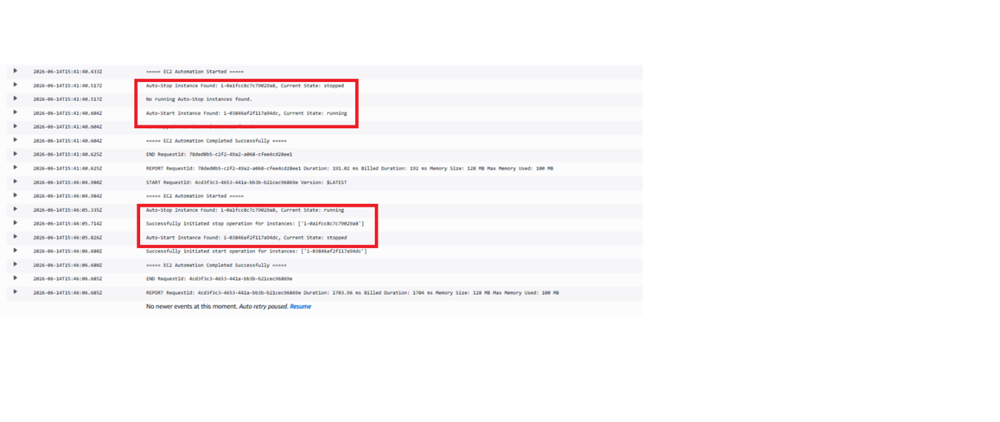 2026-06-14T15:41:40.433Z ===== EC2 Automation Started =====
2026-06-14T15:41:40.517Z Auto-Stop Instance Found: i-0a1fcc8c7c79029a8, Current State: stopped
2026-06-14T15:41:40.517Z No running Auto-Stop instances found.
2026-06-14T15:41:40.604Z Auto-Start Instance Found: i-03846af2f117a94dc, Current State: running
2026-06-14T15:41:40.604Z
2026-06-14T15:41:40.604Z ===== EC2 Automation Completed Successfully =====
2026-06-14T15:41:40.625Z END RequestId: 78ded0b5-c2f2-49a2-a068-cfee4cd28ee1
2026-06-14T15:41:40.625Z REPORT RequestId: 78ded0b5-c2f2-49a2-a068-cfee4cd28ee1 Duration: 191.02 ms Billed Duration: 192 ms Memory Size: 128 MB Max Memory Used: 100 MB
2026-06-14T15:46:04.980Z START RequestId: 4cd3f3c3-4653-441a-bb3b-b21cec96869e Version: $LATEST
2026-06-14T15:46:04.984Z ===== EC2 Automation Started =====
2026-06-14T15:46:05.335Z Auto-Stop Instance Found: i-0a1fcc8c7c79029a8, Current State: running
2026-06-14T15:46:05.714Z Successfully initiated stop operation for instances: ['i-0a1fcc8c7c79029a8']
2026-06-14T15:46:05.826Z Auto-Start Instance Found: i-03846af2f117a94dc, Current State: stopped
2026-06-14T15:46:06.680Z Successfully initiated start operation for instances: ['i-03846af2f117a94dc']
2026-06-14T15:46:06.680Z ===== EC2 Automation Completed Successfully =====
2026-06-14T15:46:06.685Z END RequestId: 4cd3f3c3-4653-441a-bb3b-b21cec96869e
2026-06-14T15:46:06.685Z REPORT RequestId: 4cd3f3c3-4653-441a-bb3b-b21cec96869e Duration: 1703.96 ms Billed Duration: 1704 ms Memory Size: 128 MB Max Memory Used: 100 MB
No newer events at this moment. Auto retry paused. Resume